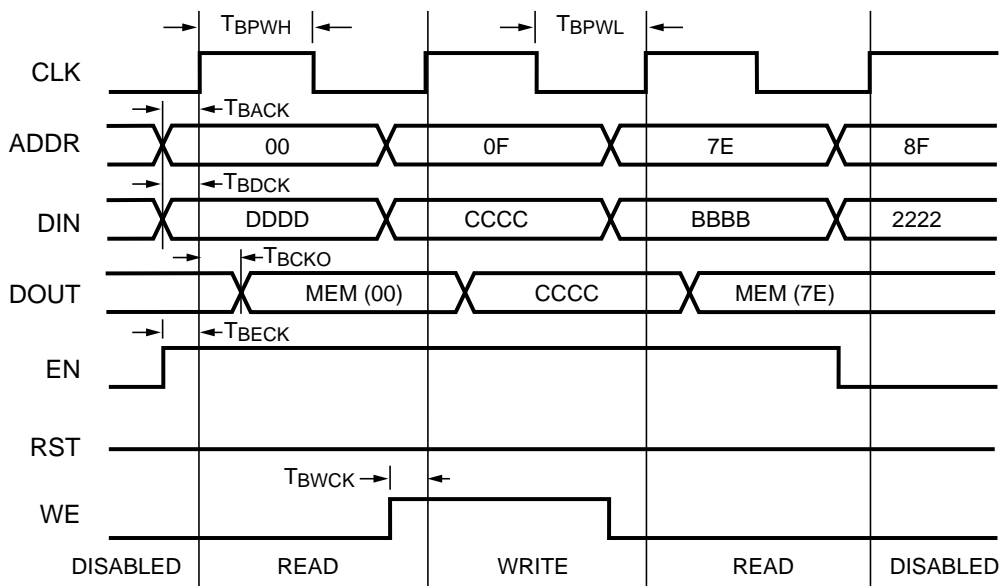 TBPWH TBPWL
CLK
TBACK
ADDR 00 0F 7E 8F
TBDCK
DIN DDDD CCCC BBBB 2222
TBCKO
DOUT MEM (00) CCCC MEM (7E)
TBECK
EN
RST
TBWCK
WE
DISABLED READ WRITE READ DISABLED